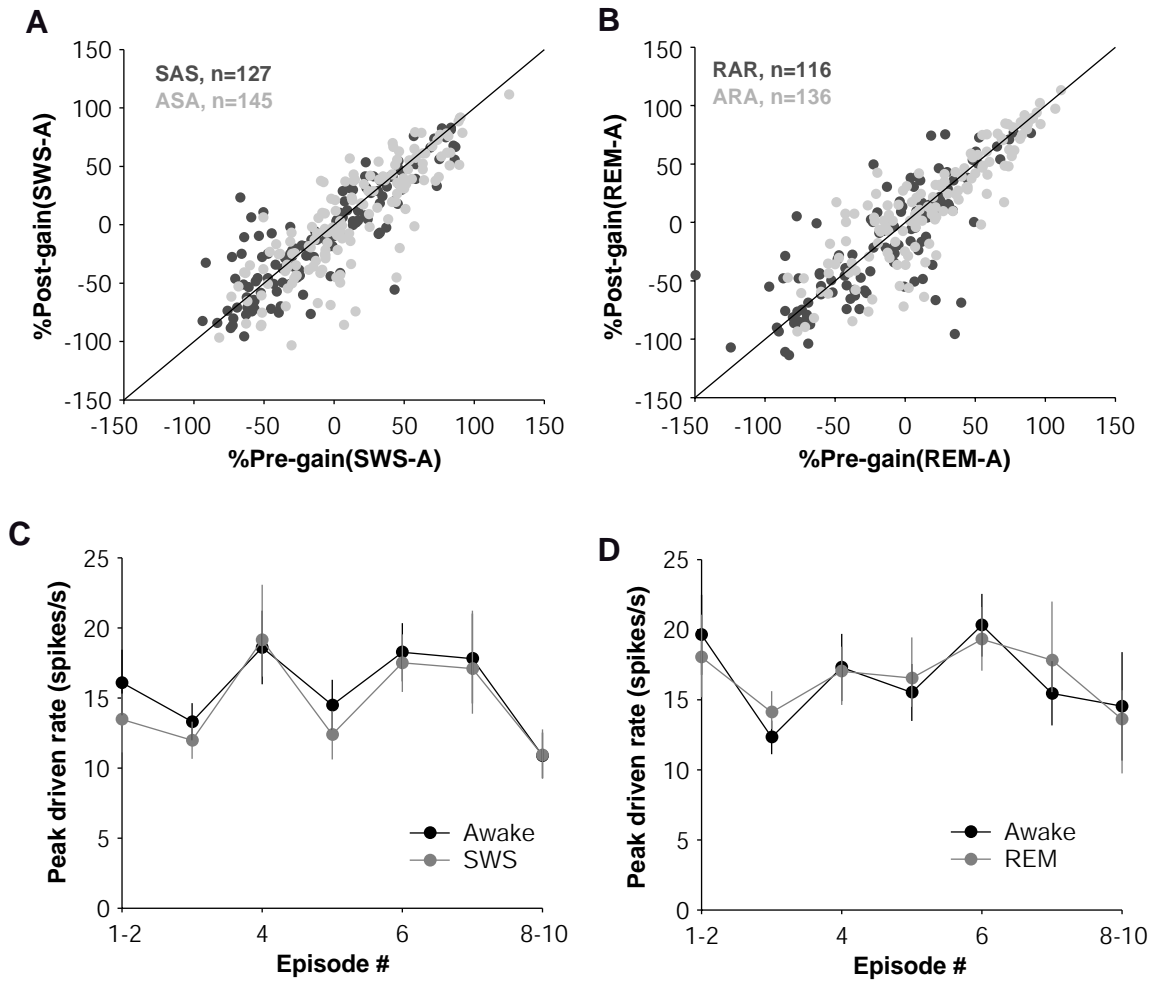 A
SAS, n=127
ASA, n=145
%Post-gain(SWS-A)
150
100
50
0
-50
-100
-150
-150 -100 -50 0 50 100 150
%Pre-gain(SWS-A)
B
RAR, n=116
ARA, n=136
%Post-gain(REM-A)
150
100
50
0
-50
-100
-150
-150 -100 -50 0 50 100 150
%Pre-gain(REM-A)
C
Peak driven rate (spikes/s)
25
20
15
10
5
0
Awake
SWS
1-2 4 6 8-10
Episode #
D
Peak driven rate (spikes/s)
25
20
15
10
5
0
Awake
REM
1-2 4 6 8-10
Episode #